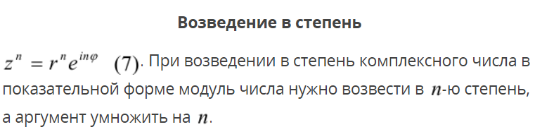 Возведение в степень
zⁿ = rⁿe^{inφ} (7). При возведении в степень комплексного числа в
показательной форме модуль числа нужно возвести в n-ю степень,
а аргумент умножить на n.